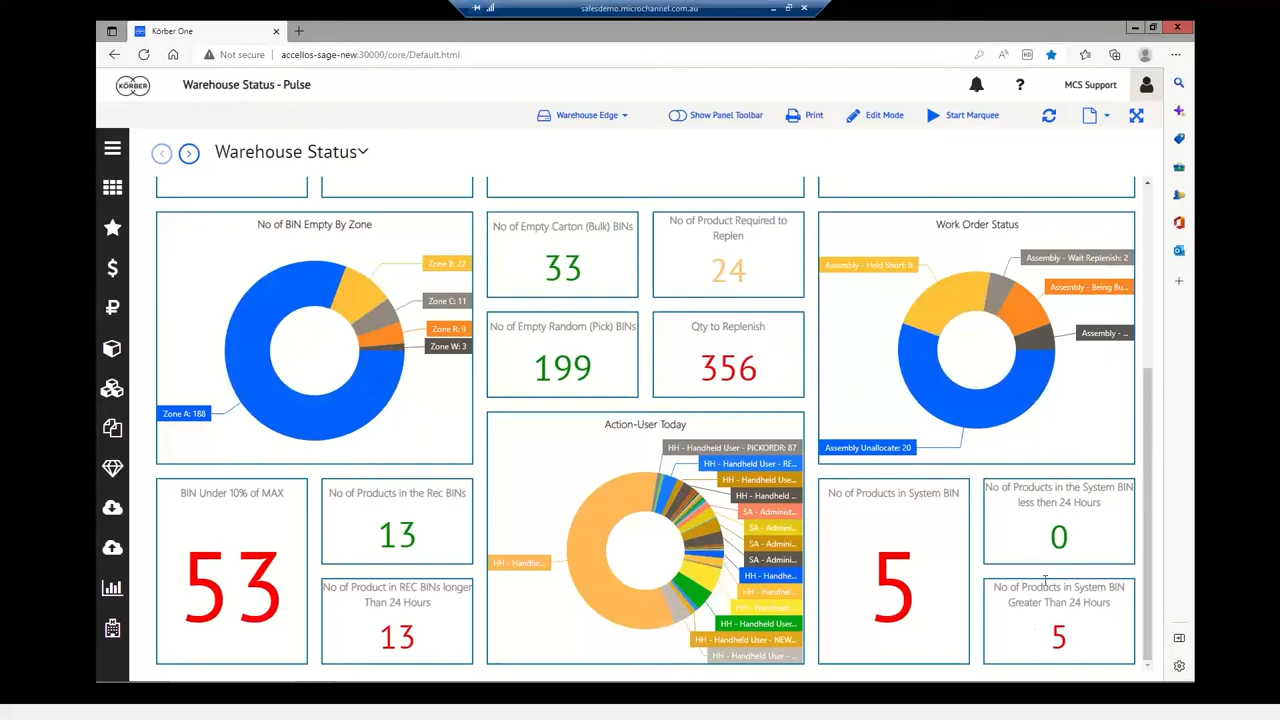 salesdemo.microchannel.com.au
Körber One
Not secure
accellos-sage-new:30000/core/Default.html
KÖRBER
Warehouse Status - Pulse
MCS Support
Warehouse Edge
Show Panel Toolbar
Print
Edit Mode
Start Marquee
Warehouse Status
No of BIN Empty By Zone
Zone B: 22
Zone C: 11
Zone R: 9
Zone W: 3
Zone A: 188
No of Empty Carton (Bulk) BINs
33
No of Product Required to
Replen
24
No of Empty Random (Pick) BINs
199
Qty to Replenish
356
Work Order Status
Assembly - Wait Replenish: 2
Assembly - Held Short: 8
Assembly - Being Bu...
Assembly - ...
Assembly Unallocate: 20
BIN Under 10% of MAX
53
No of Products in the Rec BINs
13
No of Product in REC BINs longer
Than 24 Hours
13
Action-User Today
HH - Handheld User - PICKORDR: 87
HH - Handheld User - RE...
HH - Handheld Use...
HH - Handheld ...
SA - Administ...
SA - Admini...
SA - Admini...
SA - Admini...
HH - Handhe...
HH - Handhel...
HH - Handheld...
HH - Handheld User...
HH - Handheld User - NEW...
HH - Handheld User - ...
HH - Handhe...
No of Products in System BIN
5
No of Products in the System BIN
less then 24 Hours
0
No of Products in System BIN
Greater Than 24 Hours
5